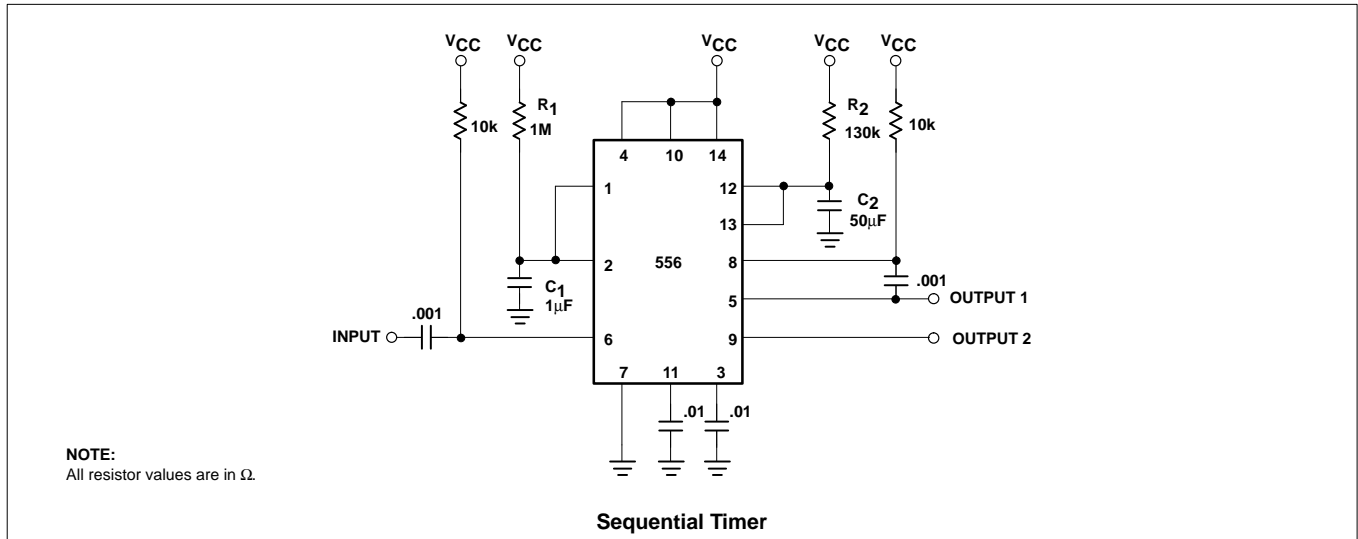 VCC VCC VCC VCC VCC
10k R1 1M R2 130k 10k
4 10 14
1 12
C2 50μF
13
2 556 8
C1 1μF .001
5 OUTPUT 1
.001
INPUT 6 9 OUTPUT 2
7 11 3
.01 .01
NOTE:
All resistor values are in Ω.
Sequential Timer